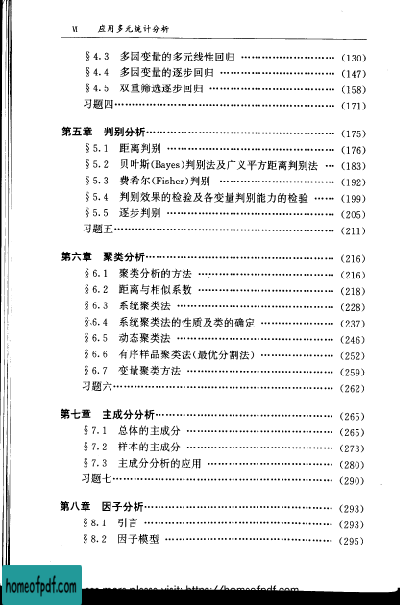 Ⅵ 应用多元统计分析
§4.3 多因变量的多元线性回归 …………………………… (130)
§4.4 多因变量的逐步回归 …………………………… (147)
§4.5 双重筛选逐步回归 …………………………… (158)
习题四 …………………………… (171)
第五章 判别分析 …………………………… (175)
§5.1 距离判别 …………………………… (176)
§5.2 贝叶斯(Bayes)判别法及广义平方距离判别法 … (183)
§5.3 费希尔(Fisher)判别 …………………………… (192)
§5.4 判别效果的检验及各变量判别能力的检验 …… (199)
§5.5 逐步判别 …………………………… (205)
习题五 …………………………… (211)
第六章 聚类分析 …………………………… (216)
§6.1 聚类分析的方法 …………………………… (216)
§6.2 距离与相似系数 …………………………… (218)
§6.3 系统聚类法 …………………………… (228)
§6.4 系统聚类法的性质及类的确定 …………………… (237)
§6.5 动态聚类法 …………………………… (246)
§6.6 有序样品聚类法(最优分割法) …………………… (252)
§6.7 变量聚类方法 …………………………… (259)
习题六 …………………………… (262)
第七章 主成分分析 …………………………… (265)
§7.1 总体的主成分 …………………………… (265)
§7.2 样本的主成分 …………………………… (273)
§7.3 主成分分析的应用 …………………………… (280)
习题七 …………………………… (290)
第八章 因子分析 …………………………… (293)
§8.1 引言 …………………………… (293)
§8.2 因子模型 …………………………… (295)
homeofpdf.com